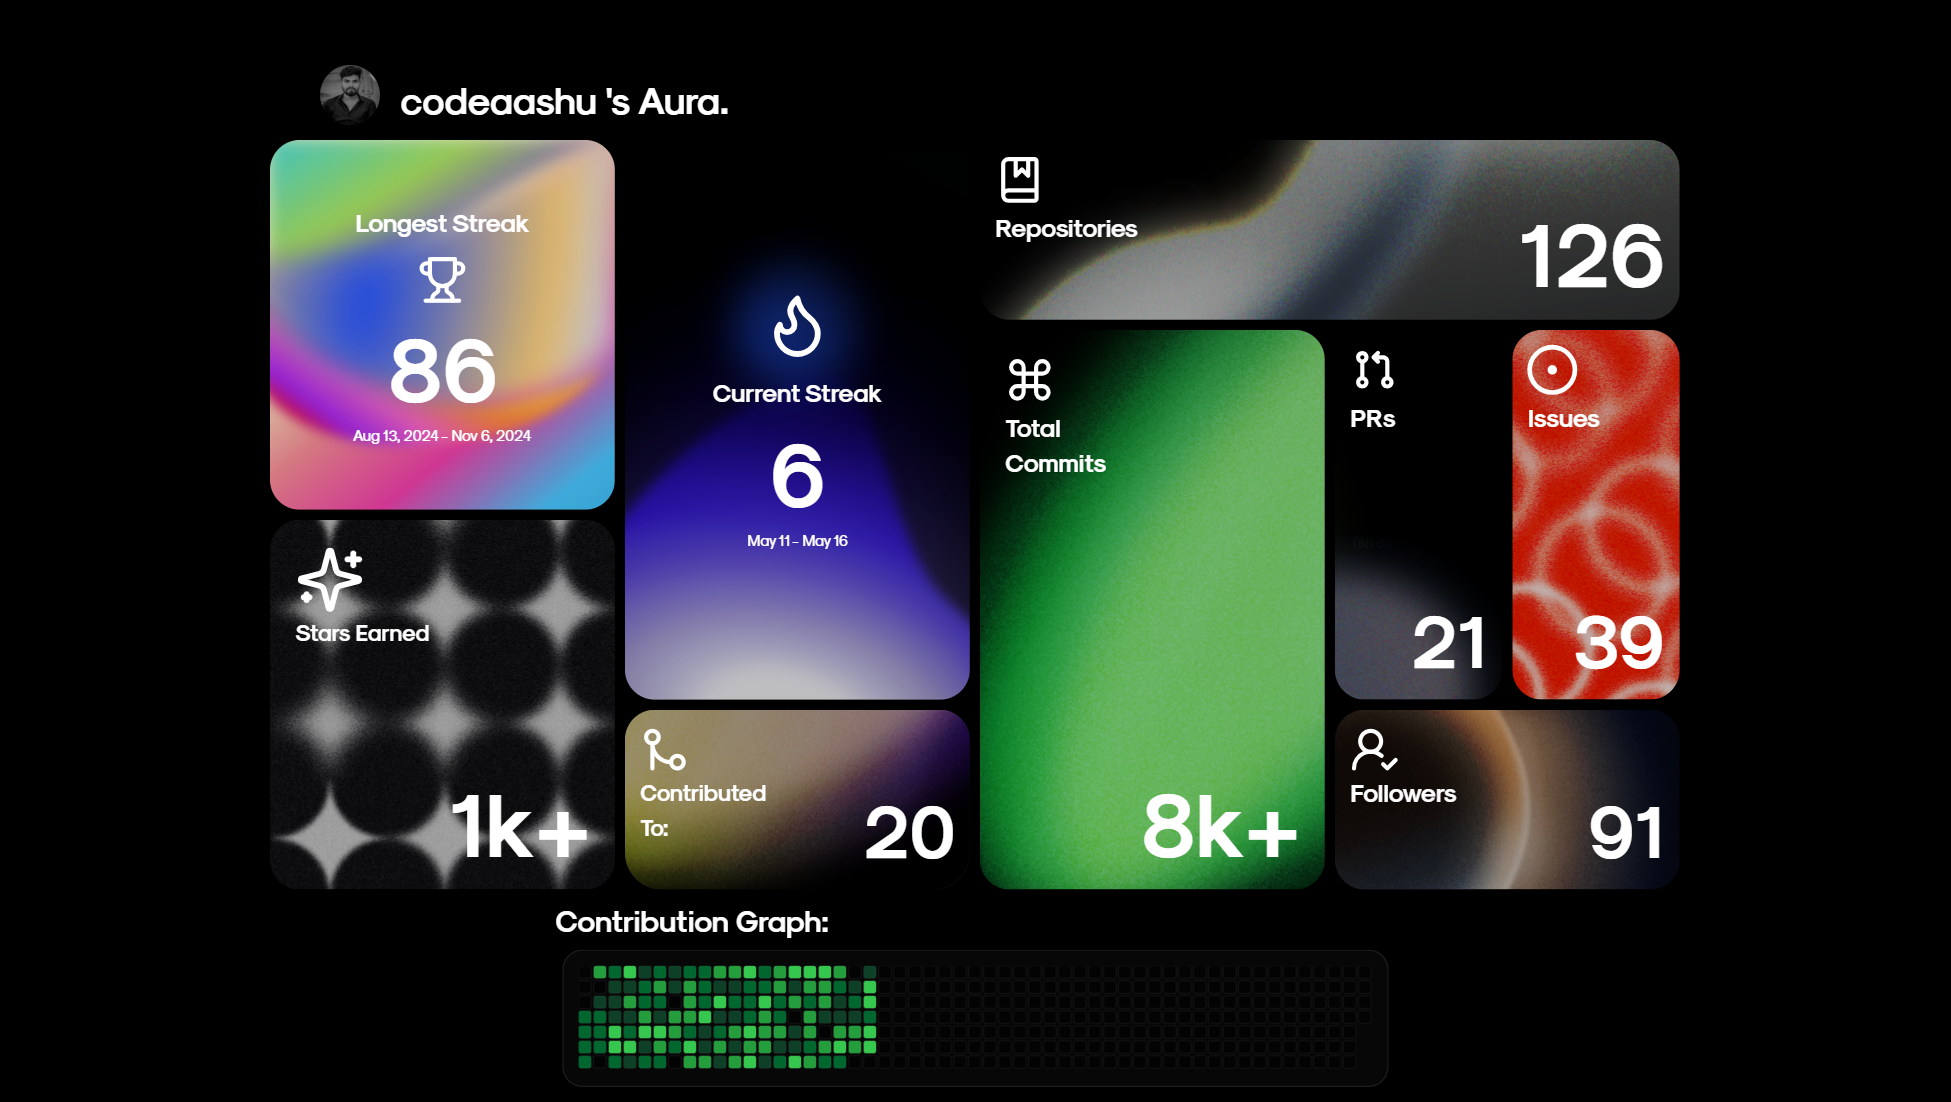 codeaashu 's Aura.
Longest Streak
86
Aug 13, 2024 - Nov 6, 2024
Stars Earned
1k+
Current Streak
6
May 11 - May 16
Contributed
To:
20
Repositories
126
Total
Commits
8k+
PRs
21
Issues
39
Followers
91
Contribution Graph: